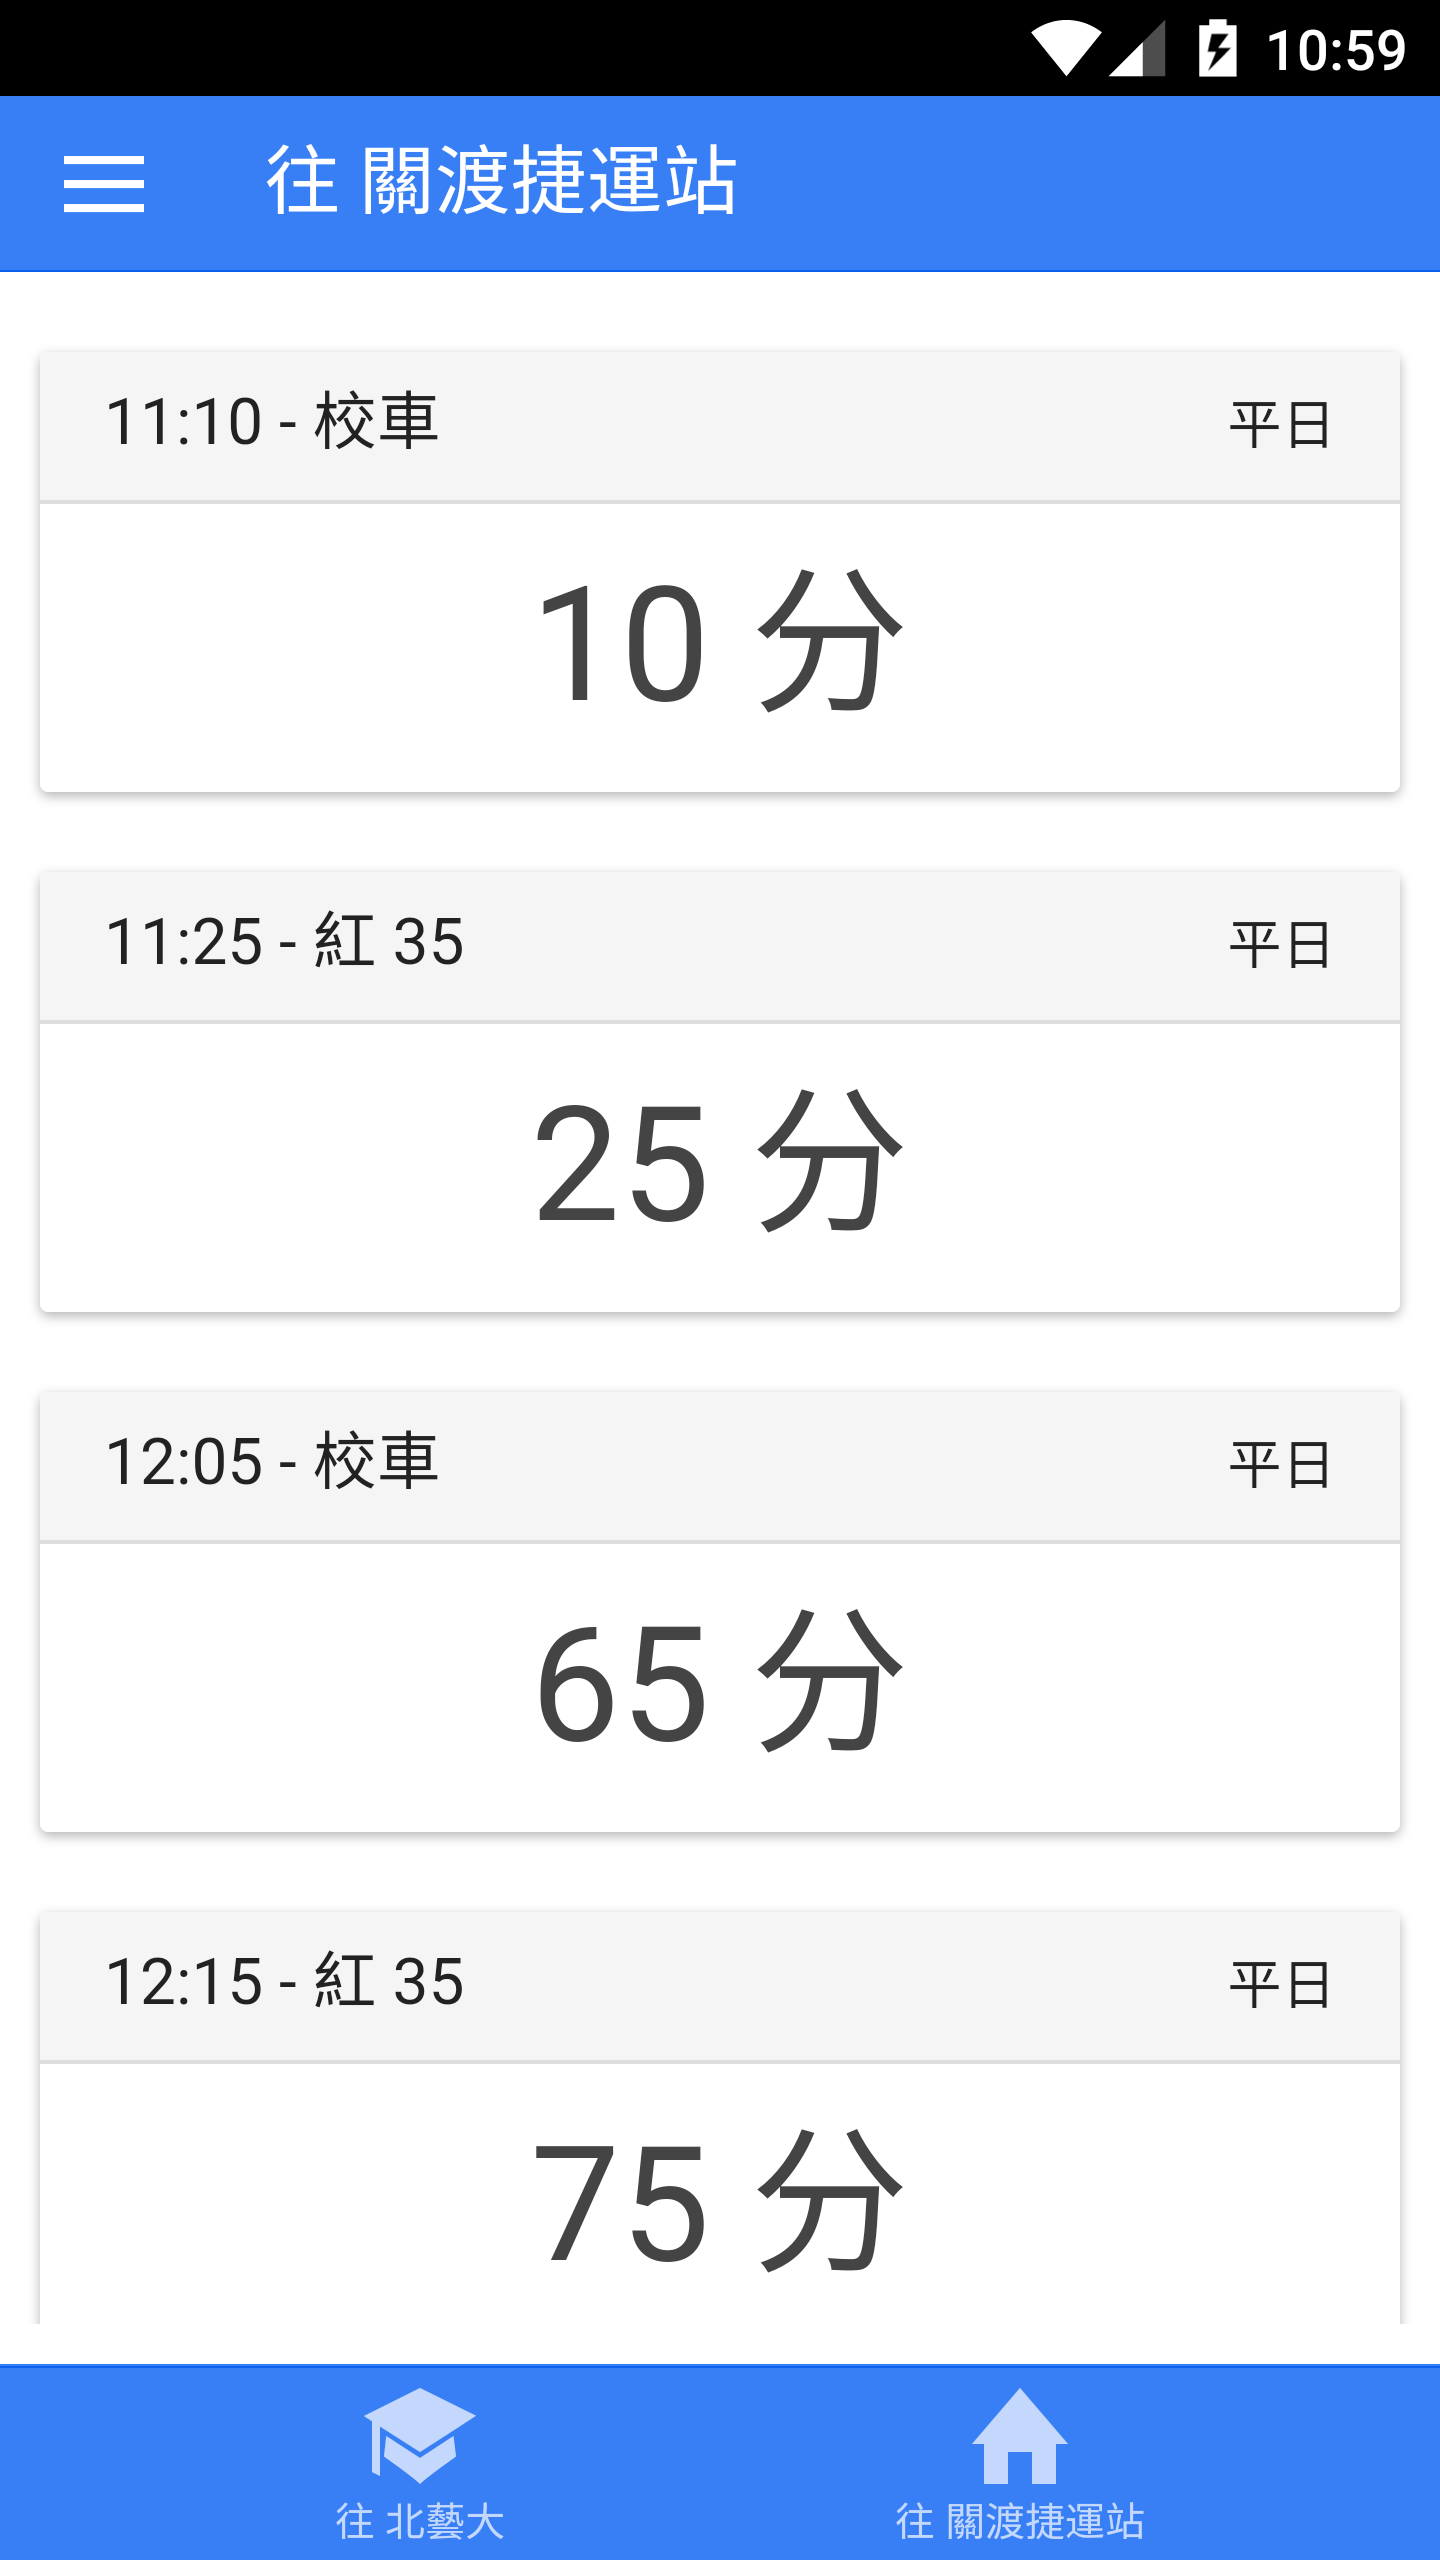 10:59
往 關渡捷運站
11:10 - 校車 平日
10 分
11:25 - 紅 35 平日
25 分
12:05 - 校車 平日
65 分
12:15 - 紅 35 平日
75 分
往 北藝大 往 關渡捷運站